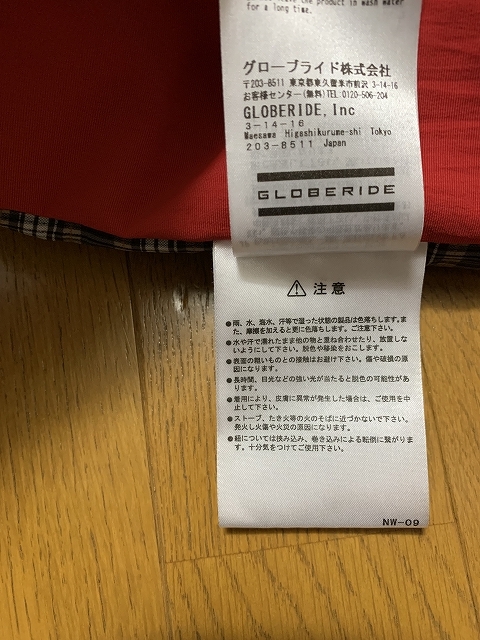 the product in wash water
for a long time.
グローブライド株式会社
〒203-8511 東京都東久留米市前沢 3-14-16
お客様センター(無料)TEL:0120-506-204
GLOBERIDE, Inc
3-14-16
Maesawa Higashikurume-shi Tokyo
203-8511 Japan
GLOBERIDE
⚠ 注意
●雨、水、海水、汗等で湿った状態の製品は色落ちします。ま
た、摩擦を加えると更に色落ちします。ご注意下さい。
●水や汗で濡れたまま他の物と重ね合わせたり、放置しな
いようにして下さい。脱色や移染をおこします。
●表面の粗いものとの接触はお避け下さい。傷や破損の原
因になります。
●長時間、日光などの強い光が当たると脱色の可能性があ
ります。
●着用により、皮膚に異常が発生した場合は、ご使用を中
止して下さい。
●ストーブ、たき火等の火のそばに近づかないで下さい。
発火し火傷や火災の原因になります。
●紐については挟み込み、巻き込みによる転倒に繋がりま
す。十分気をつけてご使用下さい。
NW-09